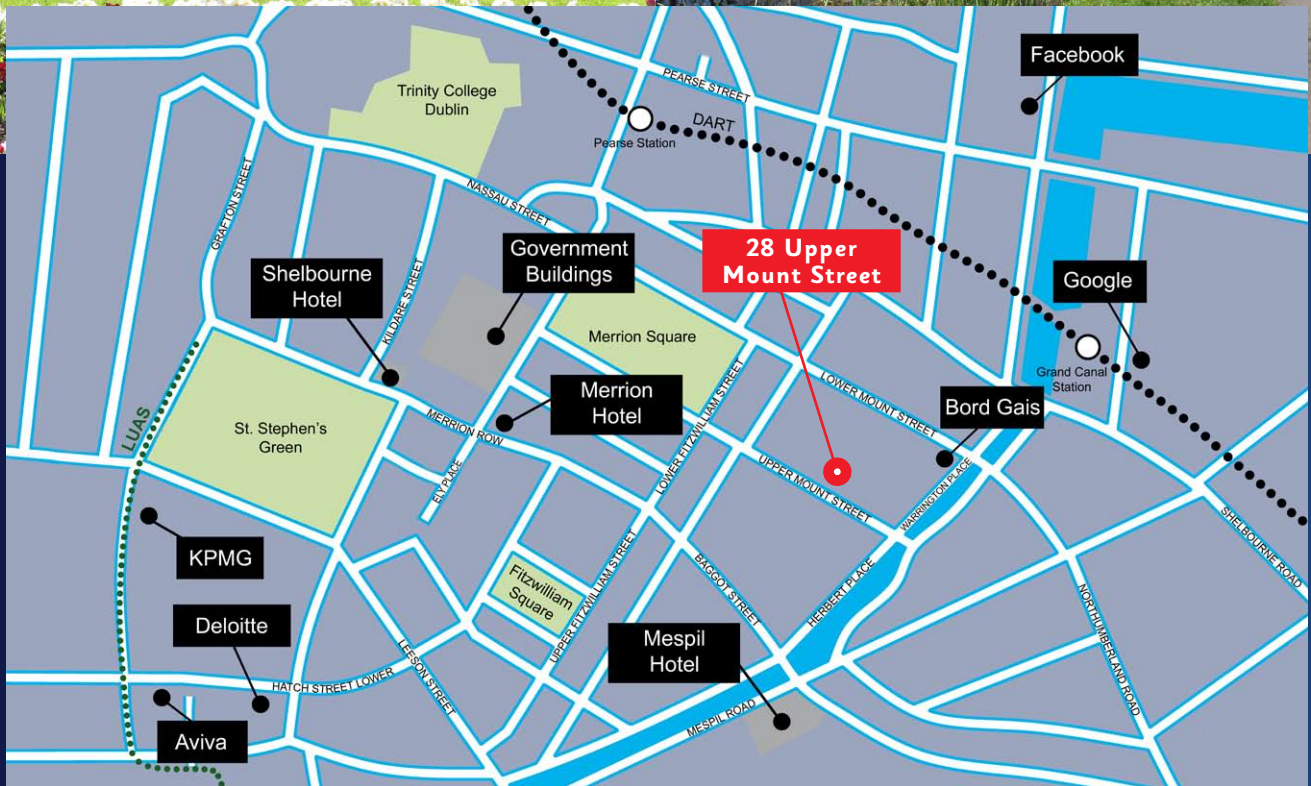 Facebook
Trinity College
Dublin
PEARSE STREET
DART
Pearse Station
NASSAU STREET
GRAFTON STREET
28 Upper
Mount Street
Government
Buildings
Shelbourne
Hotel
KILDARE STREET
Google
Merrion Square
Grand Canal
Station
LOWER MOUNT STREET
Merrion
Hotel
Bord Gais
MERRION ROW
LOWER FITZWILLIAM STREET
LUAS
St. Stephen's
Green
ELY PLACE
UPPER MOUNT STREET
WARRINGTON PLACE
SHELBOURNE ROAD
KPMG
BAGGOT STREET
Fitzwilliam
Square
UPPER FITZWILLIAM STREET
HERBERT PLACE
NORTHUMBERLAND ROAD
Deloitte
Mespil
Hotel
LEESON STREET
HATCH STREET LOWER
MESPIL ROAD
Aviva